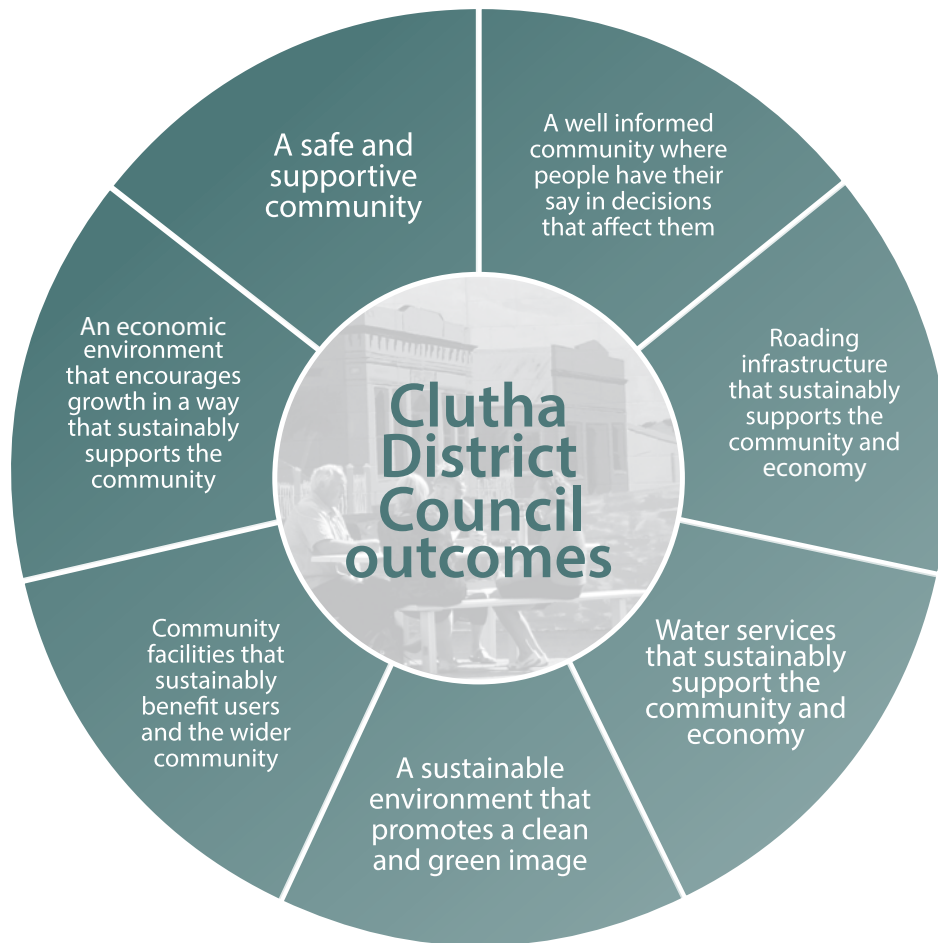 A safe and
supportive
community
A well informed
community where
people have their
say in decisions
that affect them
An economic
environment
that encourages
growth in a way
that sustainably
supports the
community
Clutha
District
Council
outcomes
Roading
infrastructure
that sustainably
supports the
community and
economy
Community
facilities that
sustainably
benefit users
and the wider
community
A sustainable
environment that
promotes a clean
and green image
Water services
that sustainably
support the
community and
economy